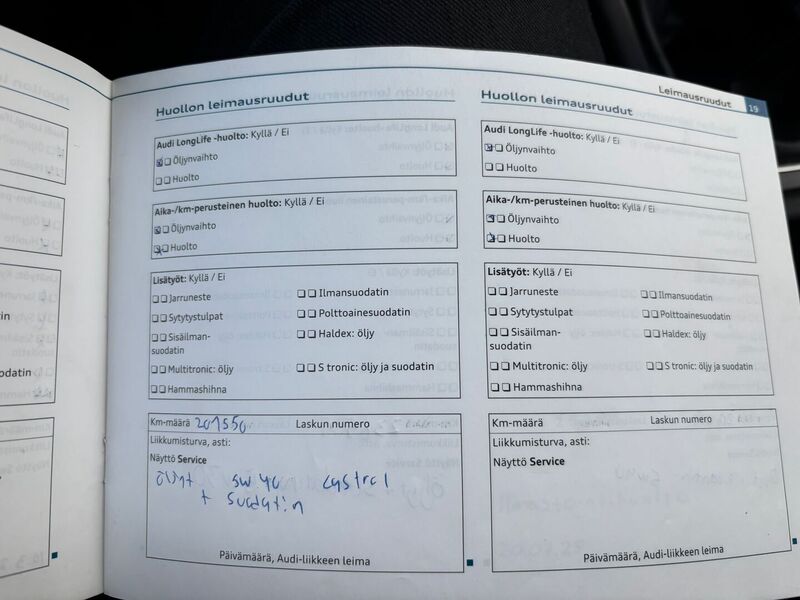 Leimausruudut 19
Huollon leimausruudut
Audi LongLife -huolto: Kyllä / Ei
Öljynvaihto
Huolto
Aika-/km-perusteinen huolto: Kyllä / Ei
Öljynvaihto
Huolto
Lisätyöt: Kyllä / Ei
Jarruneste
Ilmansuodatin
Sytytystulpat
Polttoainesuodatin
Sisäilman-
suodatin
Haldex: öljy
Multitronic: öljy
S tronic: öljy ja suodatin
Hammashihna
Km-määrä 201550 Laskun numero
Liikkumisturva, asti:
Näyttö Service
5w40 castrol
+ suodatin
Päivämäärä, Audi-liikkeen leima
Huollon leimausruudut
Audi LongLife -huolto: Kyllä / Ei
Öljynvaihto
Huolto
Aika-/km-perusteinen huolto: Kyllä / Ei
Öljynvaihto
Huolto
Lisätyöt: Kyllä / Ei
Jarruneste
Ilmansuodatin
Sytytystulpat
Polttoainesuodatin
Sisäilman-
suodatin
Haldex: öljy
Multitronic: öljy
S tronic: öljy ja suodatin
Hammashihna
Km-määrä Laskun numero
Liikkumisturva, asti:
Näyttö Service
Päivämäärä, Audi-liikkeen leima